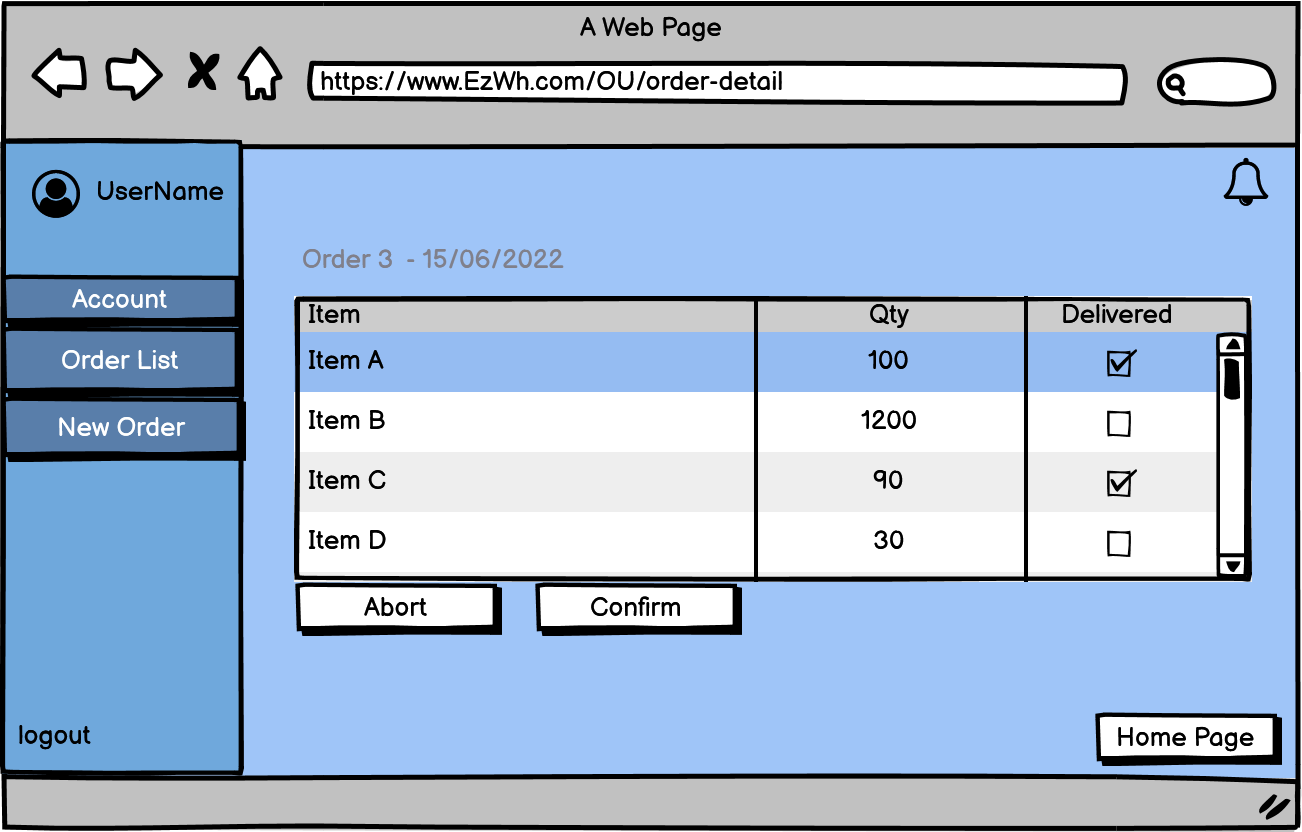 A Web Page
https://www.EzWh.com/OU/order-detail
UserName
Account
Order List
New Order
logout
Order 3 - 15/06/2022
Item Qty Delivered
Item A 100
Item B 1200
Item C 90
Item D 30
Abort Confirm
Home Page